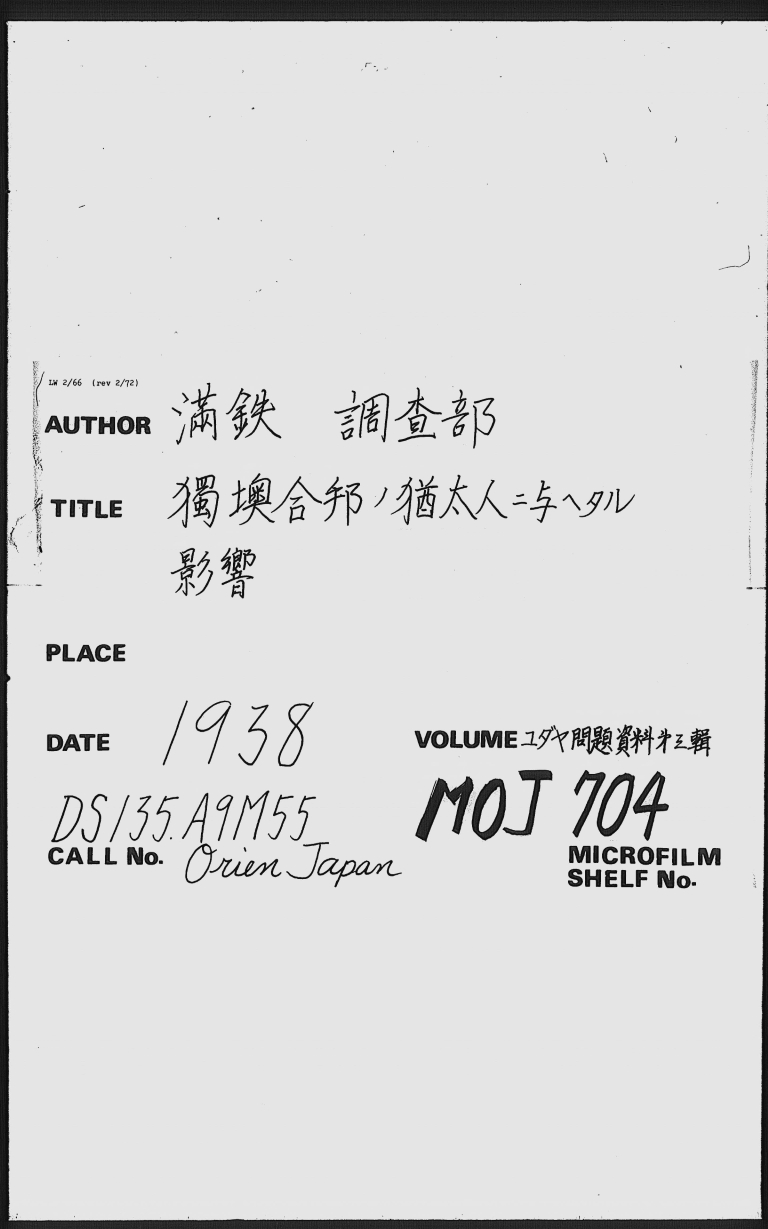 LW 2/66 (rev 2/72)
AUTHOR 満鉄 調査部
TITLE 獨墺合邦ノ猶太人ニ与ヘタル
影響
PLACE
DATE 1938
VOLUME ユダヤ問題資料第三輯
DS135.A9M55
MOJ 704
CALL No. Orien Japan
MICROFILM
SHELF No.